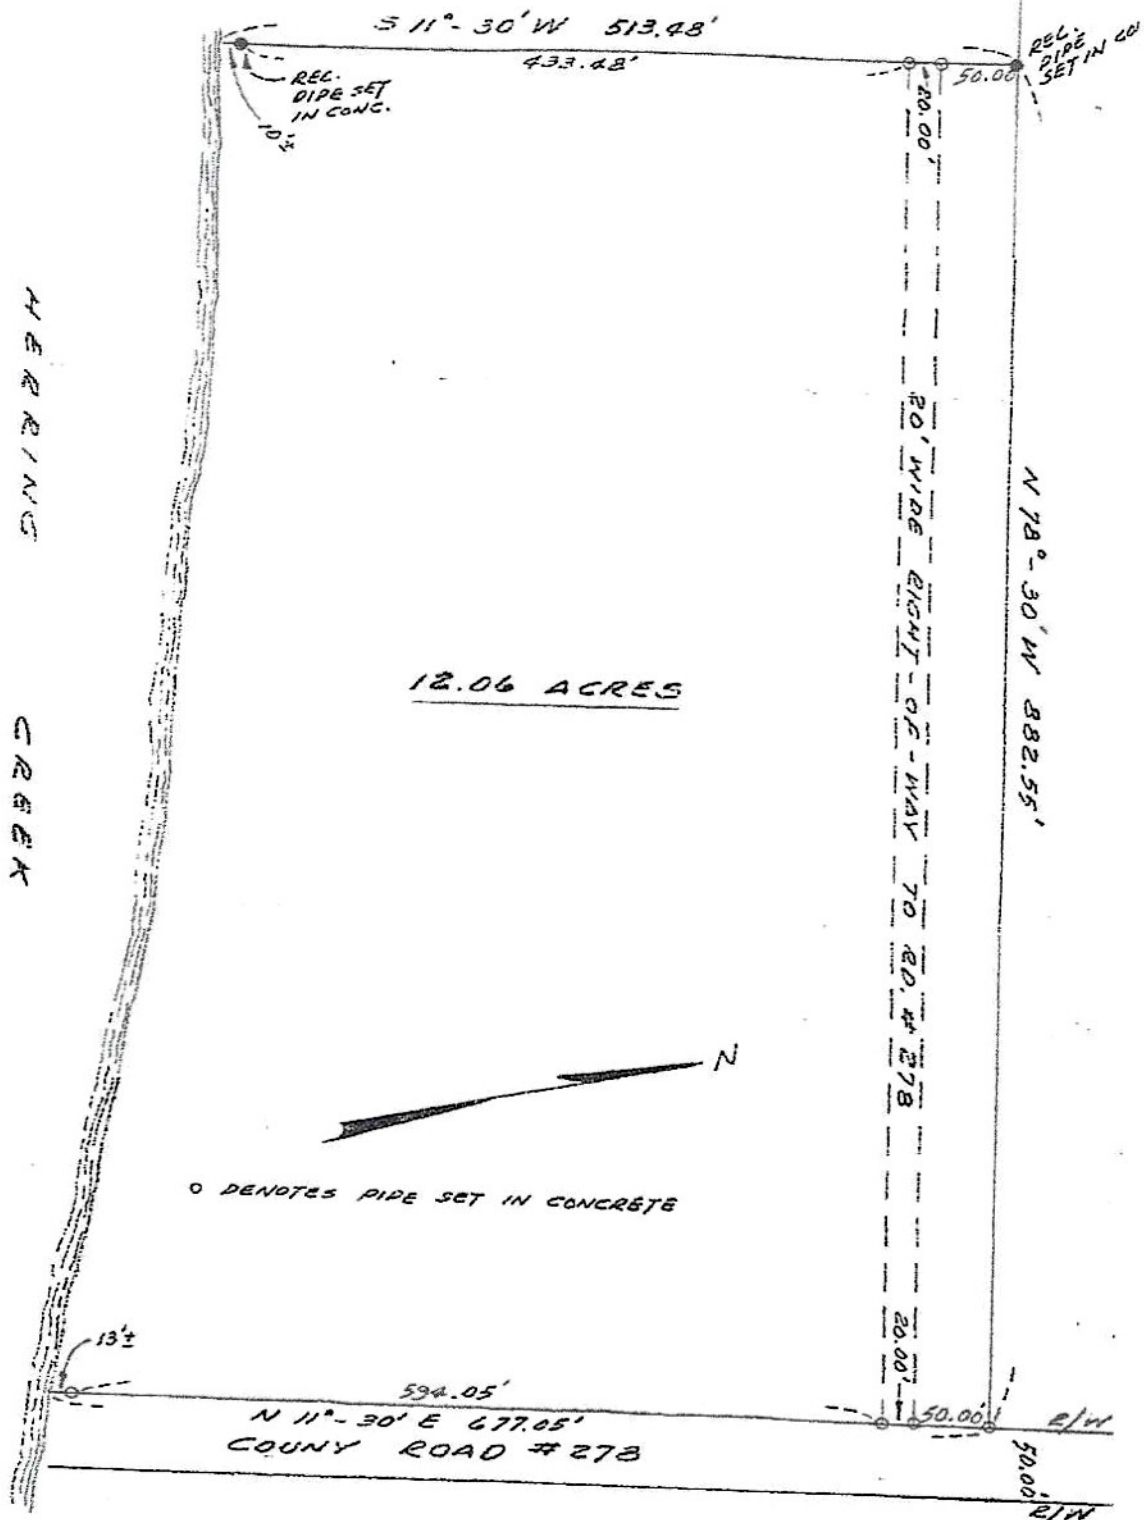 S 11°-30' W 513.48'
433.48'
REC.
PIPE SET
IN CONC.
10'±
REC.
PIPE
SET IN CO
50.00'
20.00'
HERRING
CREEK
20' WIDE RIGHT-OF-WAY TO RD. # 278
N 78°-30' W 882.55'
12.06 ACRES
N
o DENOTES PIPE SET IN CONCRETE
13'±
594.05'
20.00'
50.00'
R/W
N 11°-30' E 677.05'
COUNY ROAD # 278
50.00'
R/W